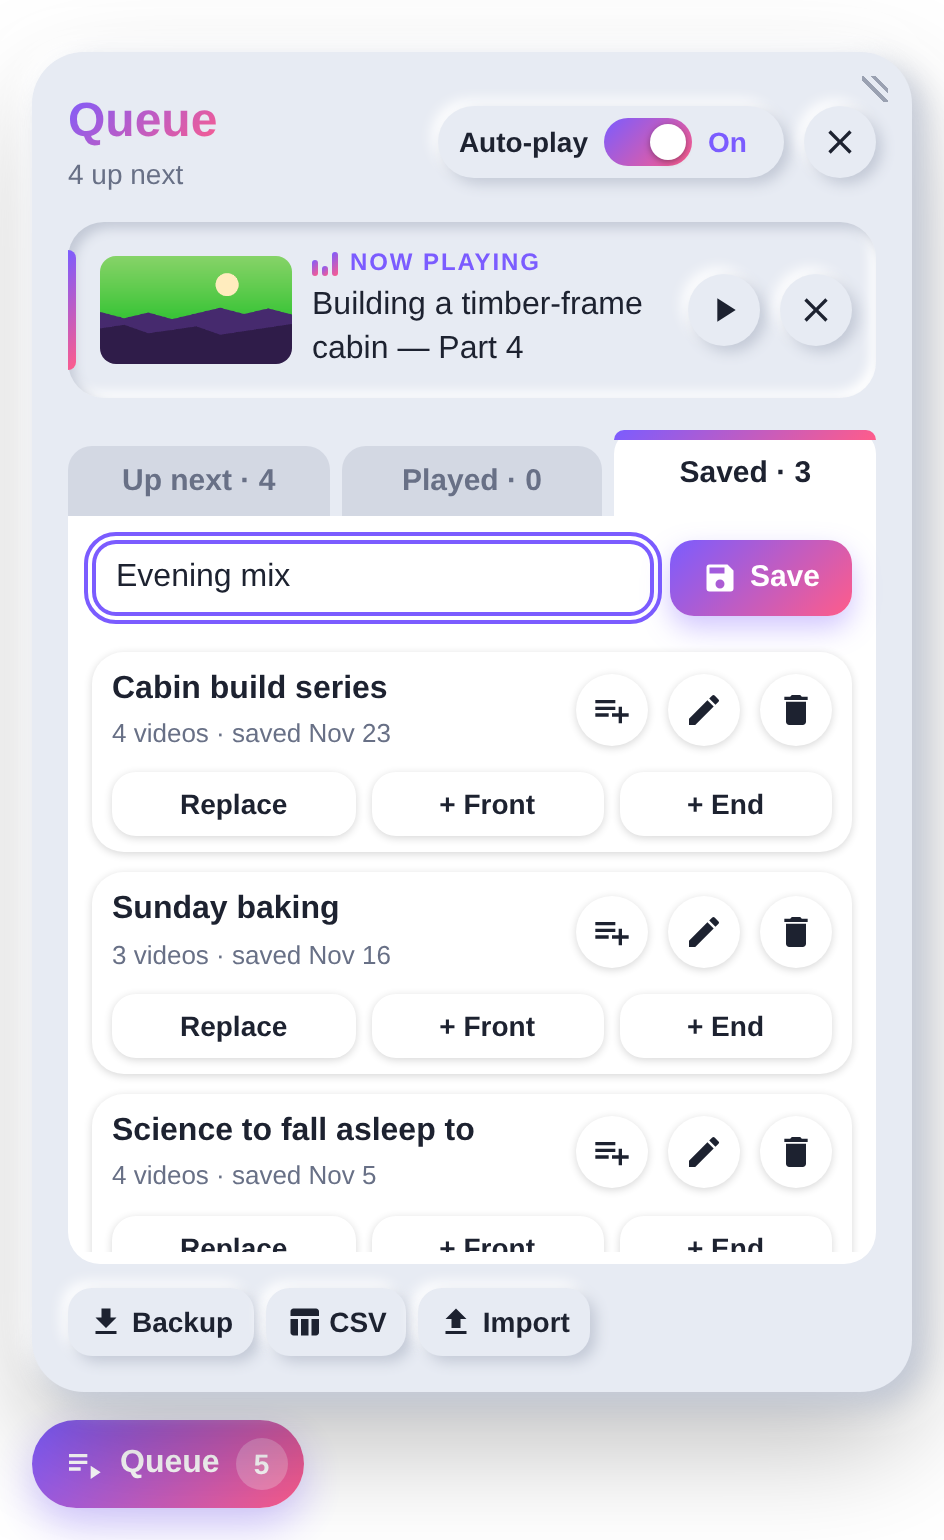 Queue
4 up next
Auto-play On
NOW PLAYING
Building a timber-frame
cabin — Part 4
Up next · 4
Played · 0
Saved · 3
Evening mix
Save
Cabin build series
4 videos · saved Nov 23
Replace
+ Front
+ End
Sunday baking
3 videos · saved Nov 16
Replace
+ Front
+ End
Science to fall asleep to
4 videos · saved Nov 5
Replace
+ Front
+ End
Backup
CSV
Import
Queue 5